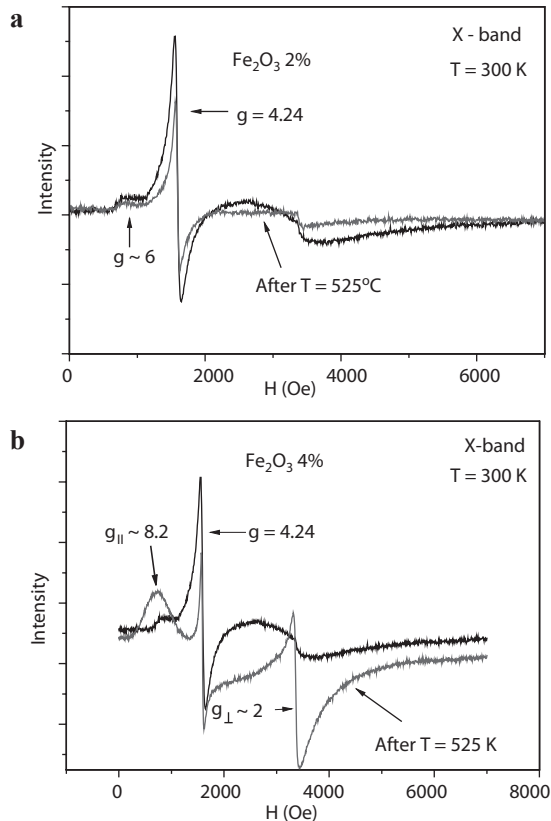 a
X - band
T = 300 K
Fe₂O₃ 2%
g = 4.24
g ~ 6
After T = 525°C
Intensity
0
2000
4000
6000
H (Oe)
b
X-band
T = 300 K
Fe₂O₃ 4%
g|| ~ 8.2
g = 4.24
g⊥ ~ 2
After T = 525 K
Intensity
0
2000
4000
6000
8000
H (Oe)